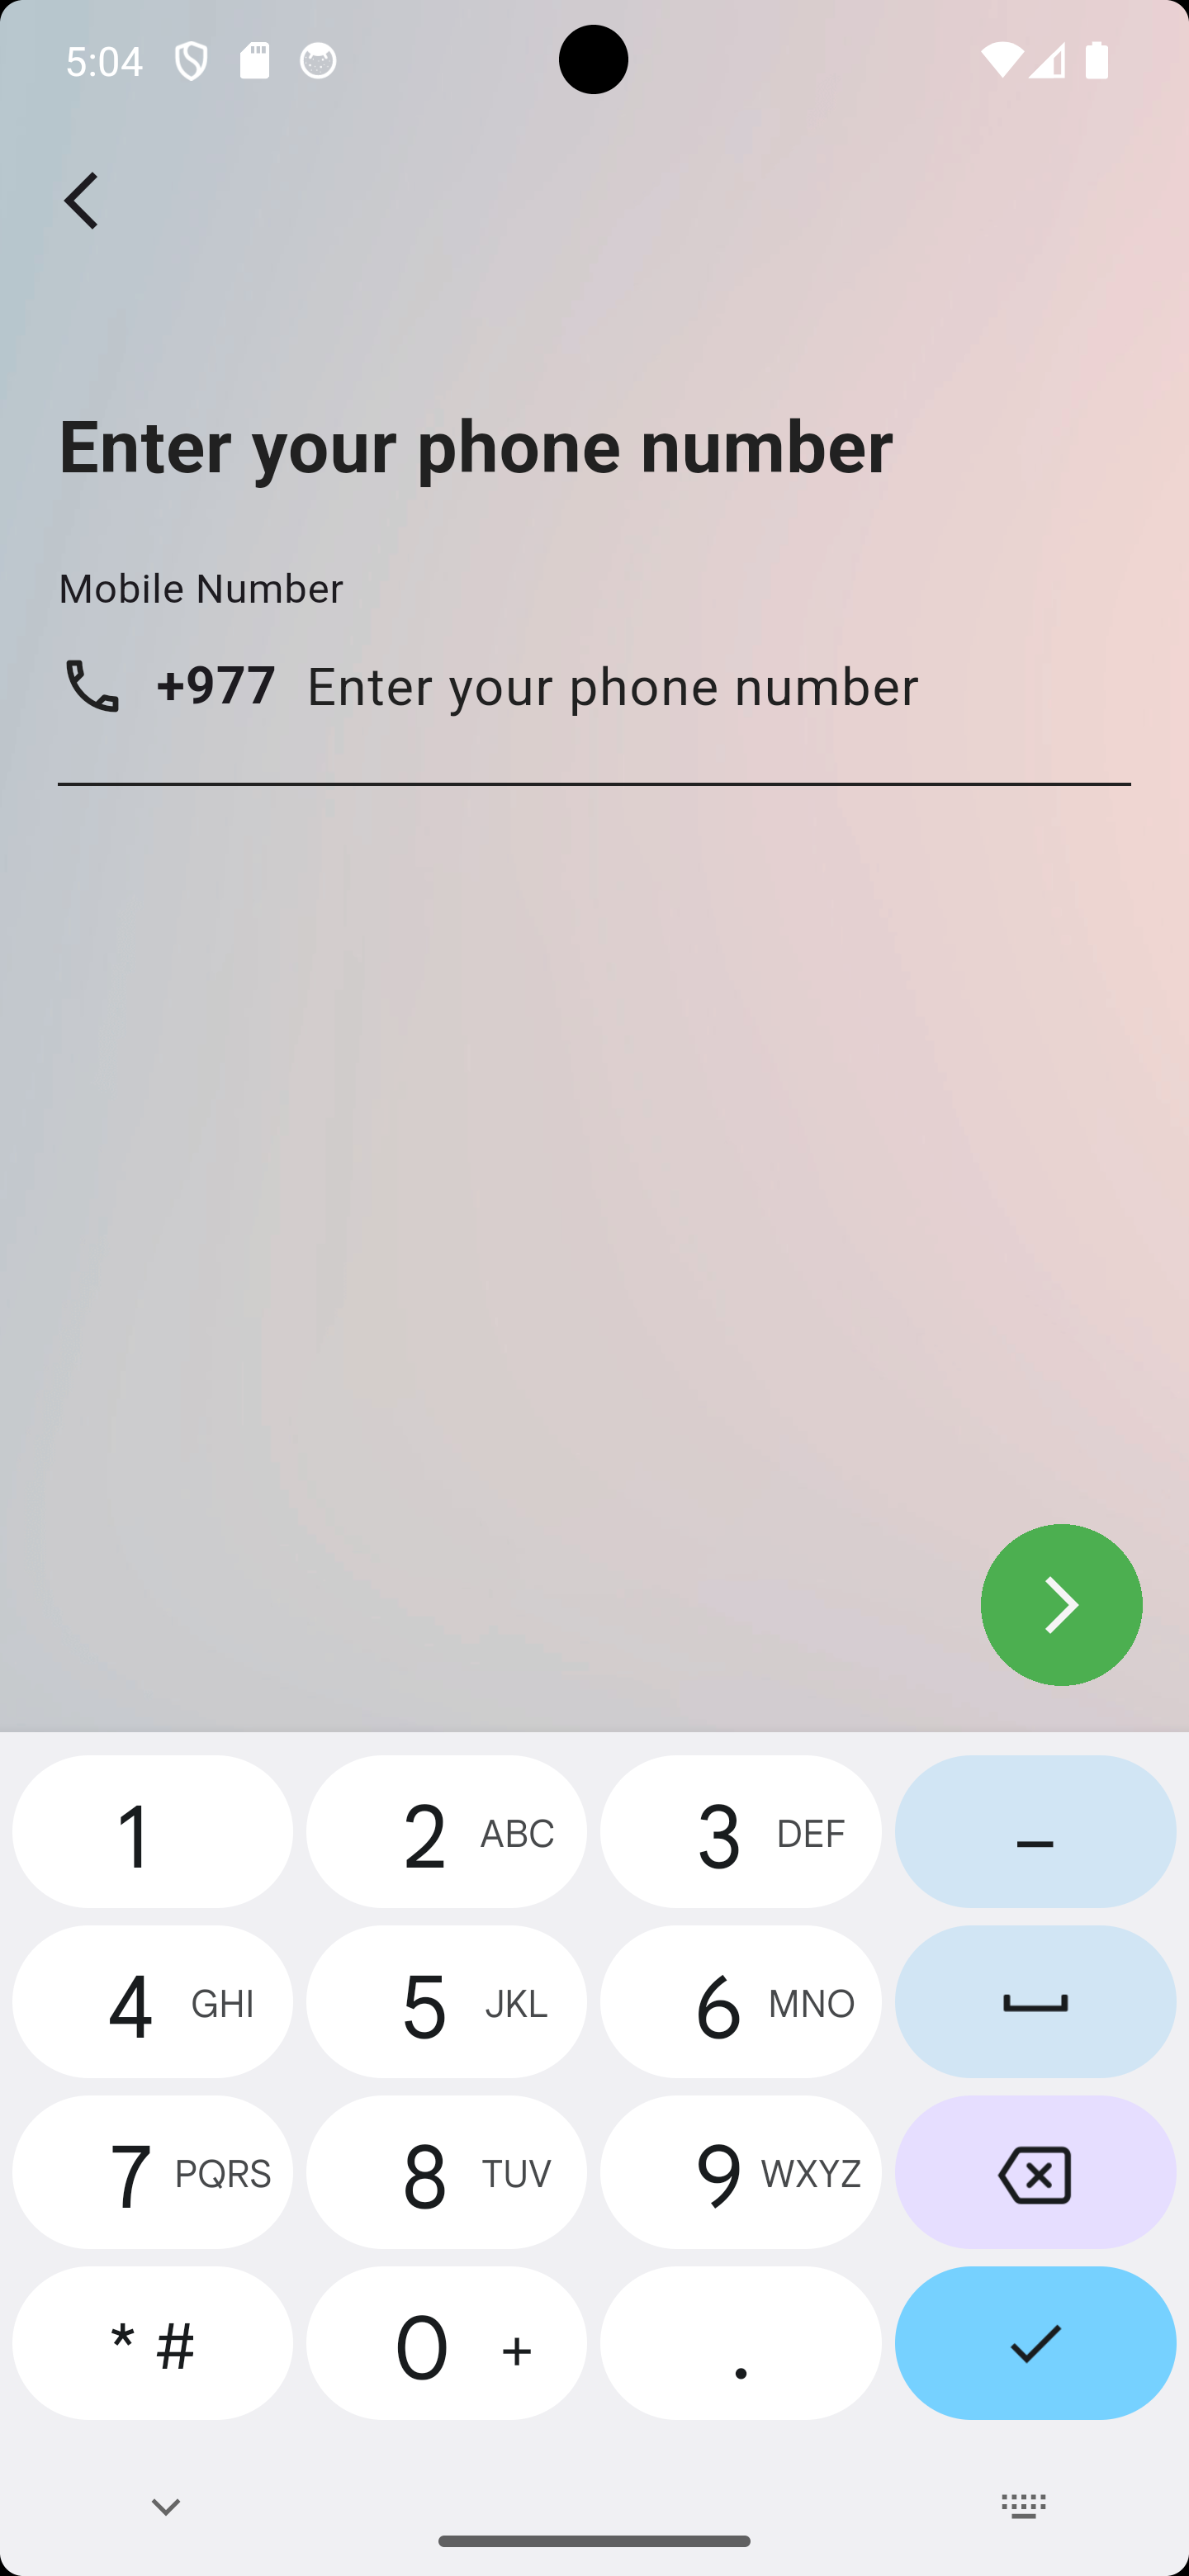 5:04
Enter your phone number
Mobile Number
+977 Enter your phone number
1 2 ABC 3 DEF –
4 GHI 5 JKL 6 MNO
7 PQRS 8 TUV 9 WXYZ
* # 0 + .